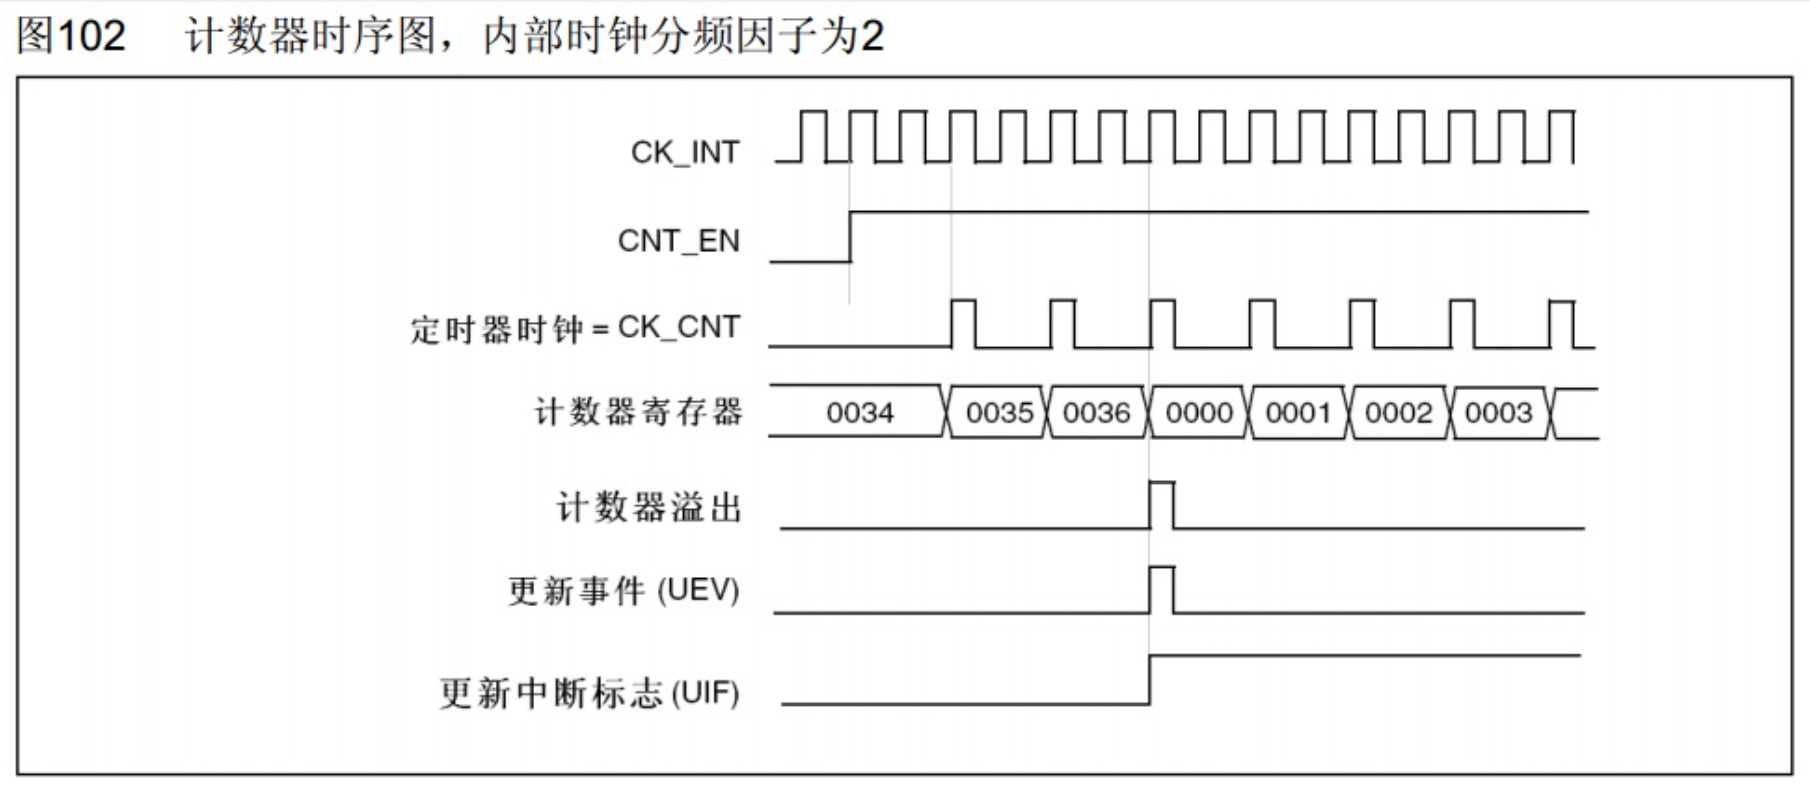 图102 计数器时序图，内部时钟分频因子为2
CK_INT
CNT_EN
定时器时钟 = CK_CNT
计数器寄存器 0034 0035 0036 0000 0001 0002 0003
计数器溢出
更新事件 (UEV)
更新中断标志 (UIF)